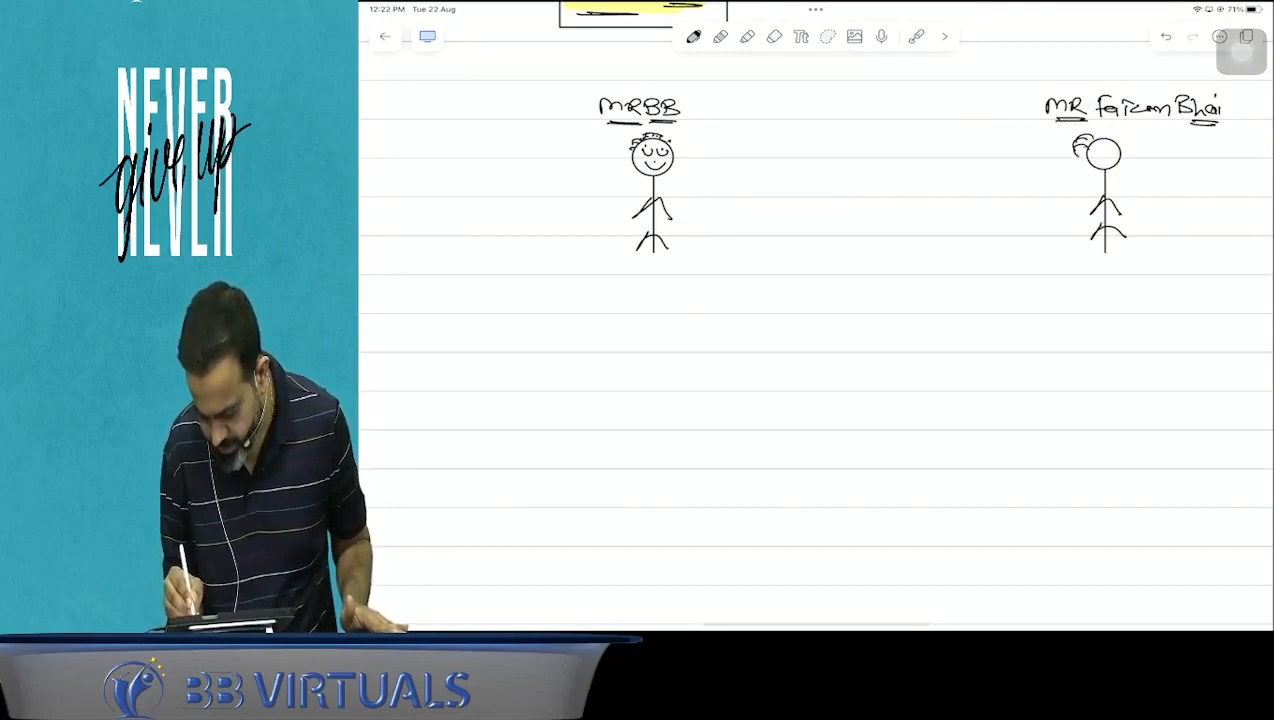 12:22 PM Tue 22 Aug
71%
NEVER
give up
NEVER
MR BB
MR Faizan Bhai
BB VIRTUALS